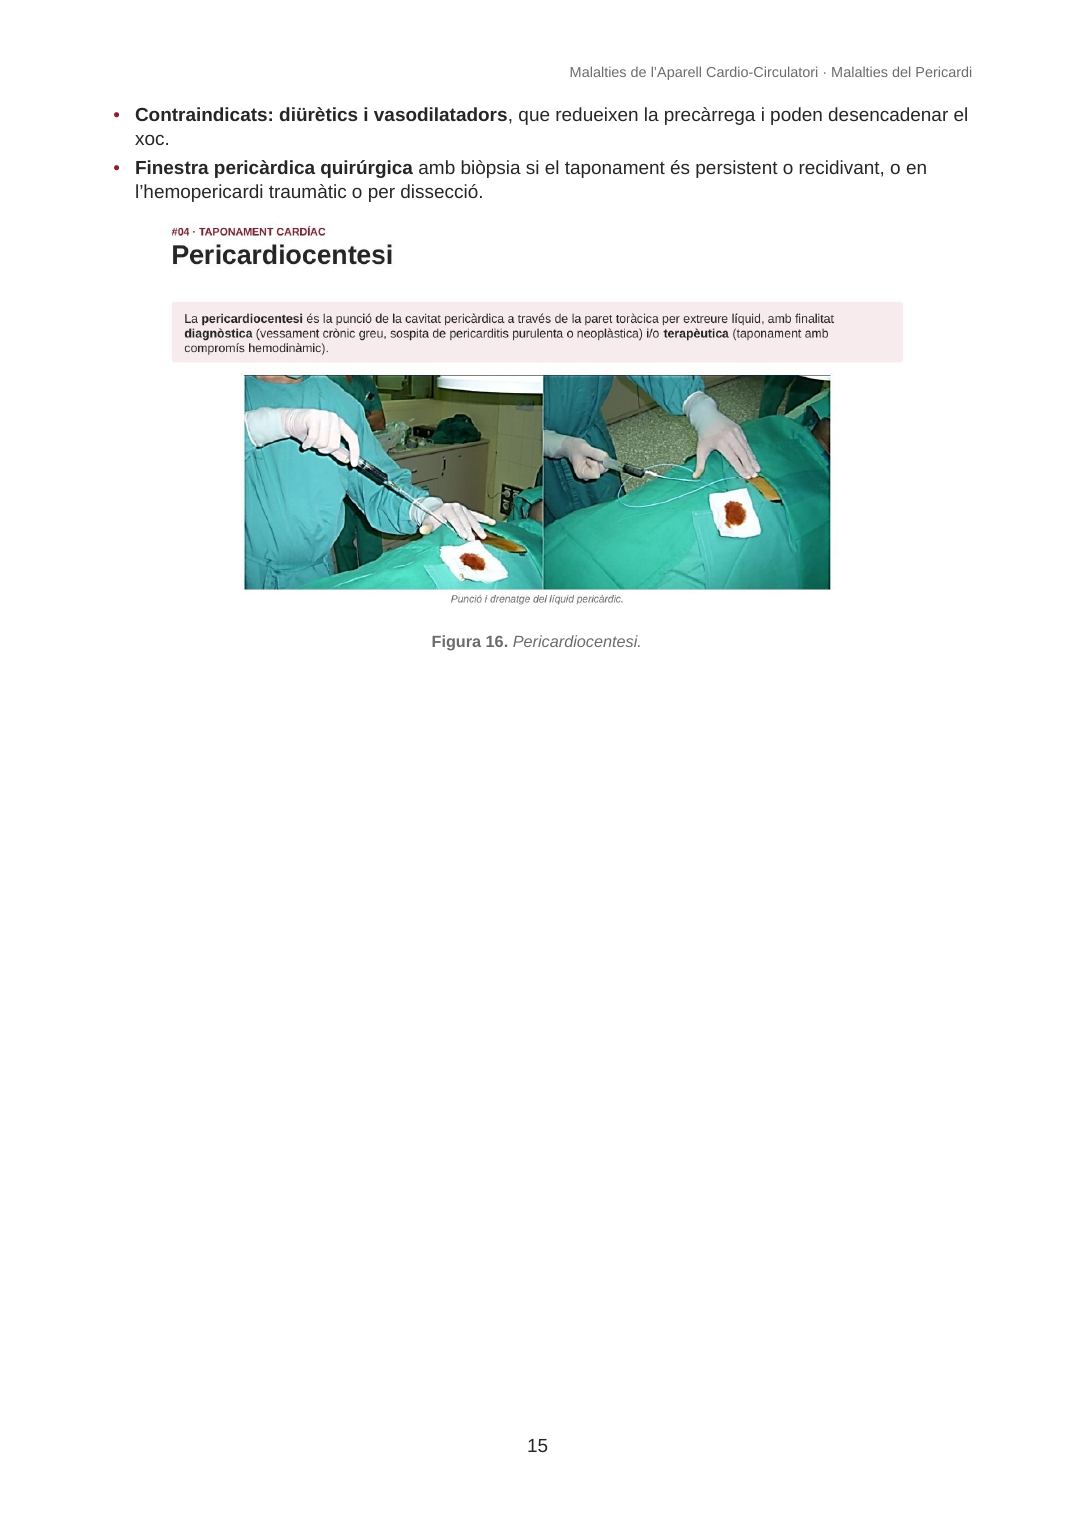 Malalties de l’Aparell Cardio-Circulatori · Malalties del Pericardi
• Contraindicats: diürètics i vasodilatadors, que redueixen la precàrrega i poden desencadenar el
xoc.
• Finestra pericàrdica quirúrgica amb biòpsia si el taponament és persistent o recidivant, o en
l’hemopericardi traumàtic o per dissecció.
#04 · TAPONAMENT CARDÍAC
Pericardiocentesi
La pericardiocentesi és la punció de la cavitat pericàrdica a través de la paret toràcica per extreure líquid, amb finalitat
diagnòstica (vessament crònic greu, sospita de pericarditis purulenta o neoplàstica) i/o terapèutica (taponament amb
compromís hemodinàmic).
Punció i drenatge del líquid pericàrdic.
Figura 16. Pericardiocentesi.
15